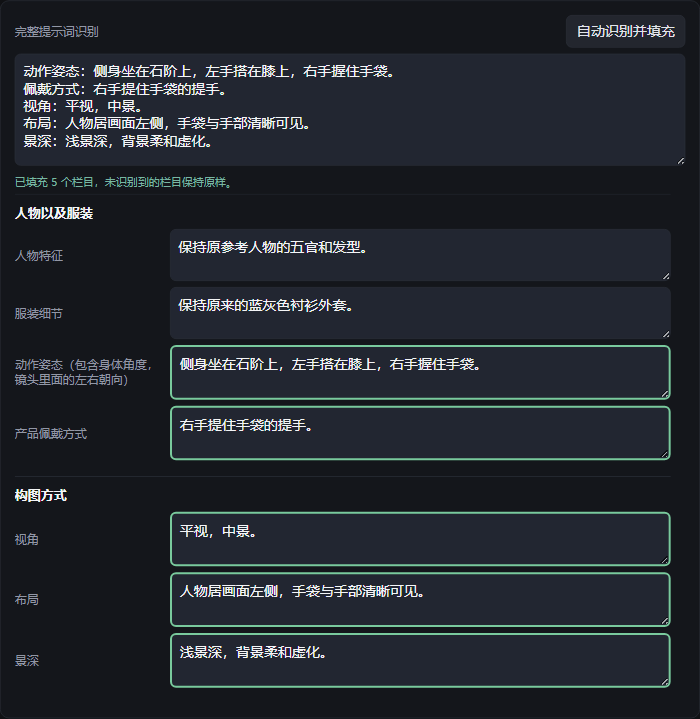 完整提示词识别
自动识别并填充
动作姿态：侧身坐在石阶上，左手搭在膝上，右手握住手袋。
佩戴方式：右手提住手袋的提手。
视角：平视，中景。
布局：人物居画面左侧，手袋与手部清晰可见。
景深：浅景深，背景柔和虚化。
已填充 5 个栏目，未识别到的栏目保持原样。
人物以及服装
人物特征
保持原参考人物的五官和发型。
服装细节
保持原来的蓝灰色衬衫外套。
动作姿态（包含身体角度，
镜头里面的左右朝向）
侧身坐在石阶上，左手搭在膝上，右手握住手袋。
产品佩戴方式
右手提住手袋的提手。
构图方式
视角
平视，中景。
布局
人物居画面左侧，手袋与手部清晰可见。
景深
浅景深，背景柔和虚化。